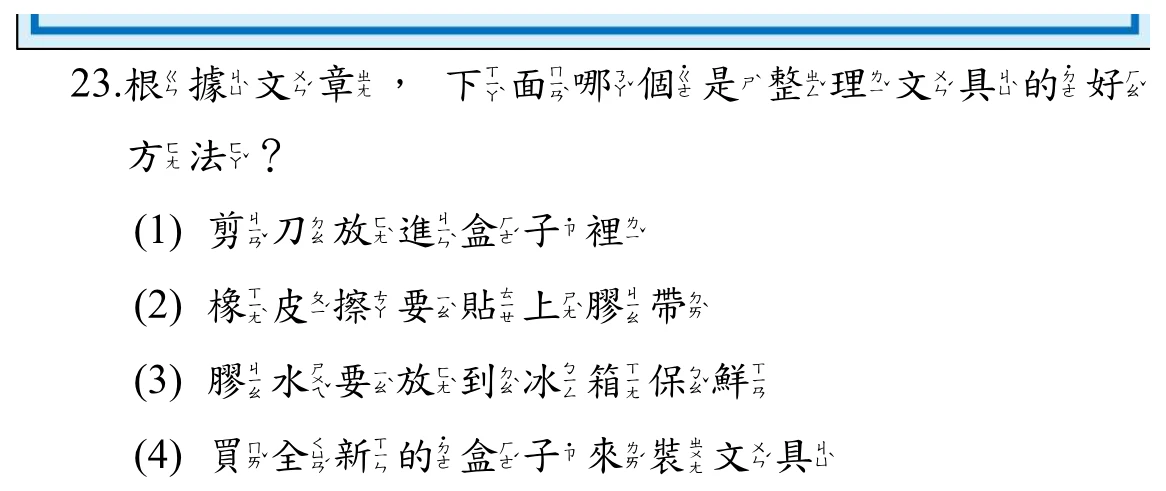 23.根據文章，下面哪個是整理文具的好
方法？
(1) 剪刀放進盒子裡
(2) 橡皮擦要貼上膠帶
(3) 膠水要放到冰箱保鮮
(4) 買全新的盒子來裝文具